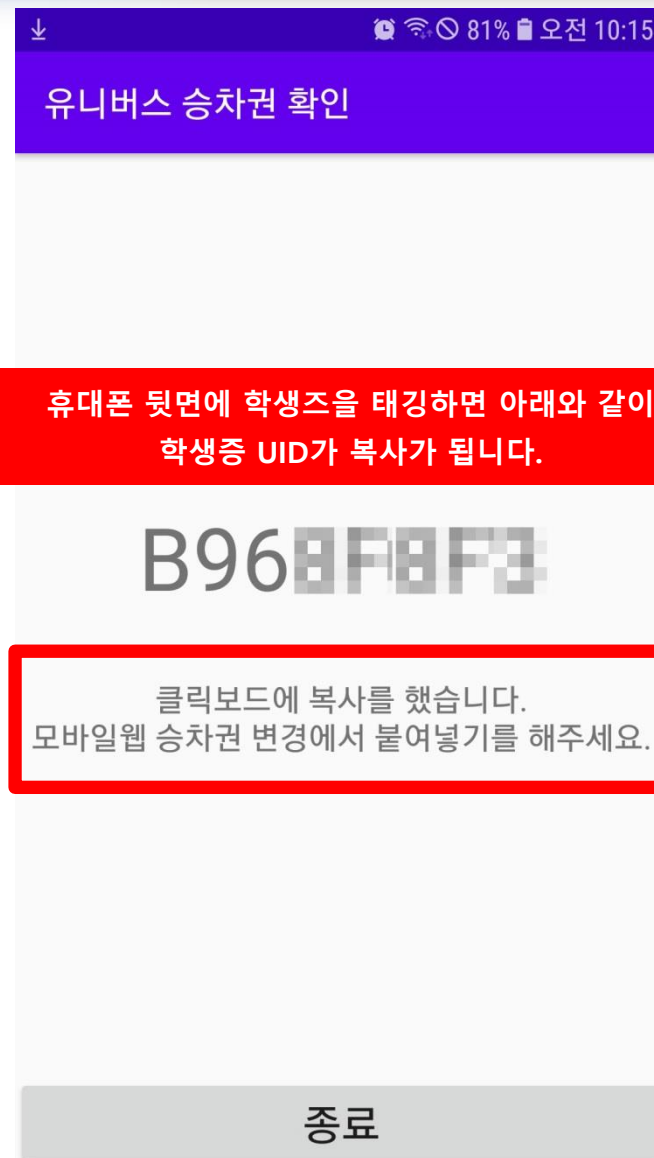 81% 오전 10:15
유니버스 승차권 확인
휴대폰 뒷면에 학생즈을 태깅하면 아래와 같이
학생증 UID가 복사가 됩니다.
B96
클릭보드에 복사를 했습니다.
모바일웹 승차권 변경에서 붙여넣기를 해주세요.
종료